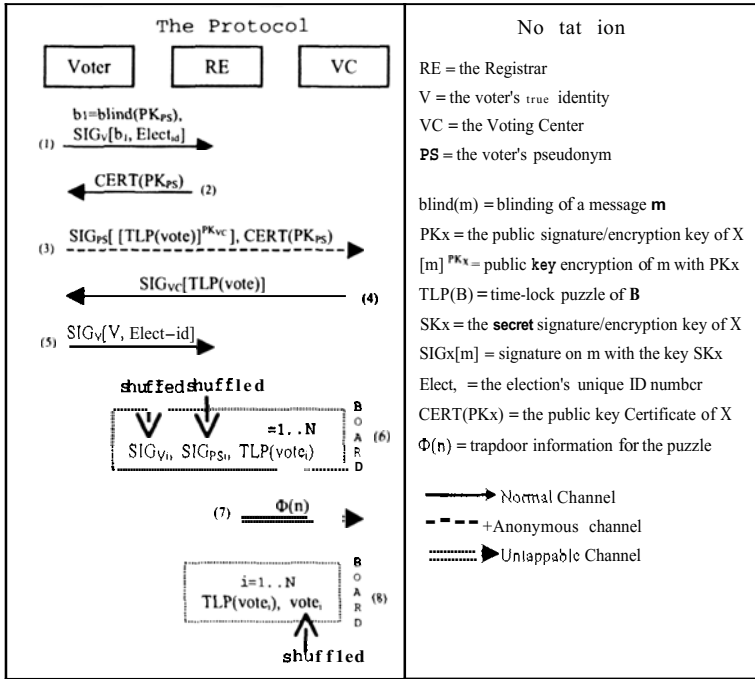 The Protocol
Voter RE VC
b1=blind(PKPS),
SIGV[b1, Electid]
(1)
CERT(PKPS) (2)
(3) SIGPS[ [TLP(vote)]^PKVC], CERT(PKPS)
SIGVC[TLP(vote)]
(4)
(5) SIGV[V, Elect-id]
shuffed shuffled
=1..N
SIGVi, SIGPSi, TLP(votei)
BOARD
(6)
(7) Φ(n)
i=1..N
TLP(votei), votei
BOARD
(8)
shuffled
No tat ion
RE = the Registrar
V = the voter's true identity
VC = the Voting Center
PS = the voter's pseudonym
blind(m) = blinding of a message m
PKx = the public signature/encryption key of X
[m]^PKx = public key encryption of m with PKx
TLP(B) = time-lock puzzle of B
SKx = the secret signature/encryption key of X
SIGx[m] = signature on m with the key SKx
Elect, = the election's unique ID numbcr
CERT(PKx) = the public key Certificate of X
Φ(n) = trapdoor information for the puzzle
Normal Channel
+Anonymous channel
Untappable Channel